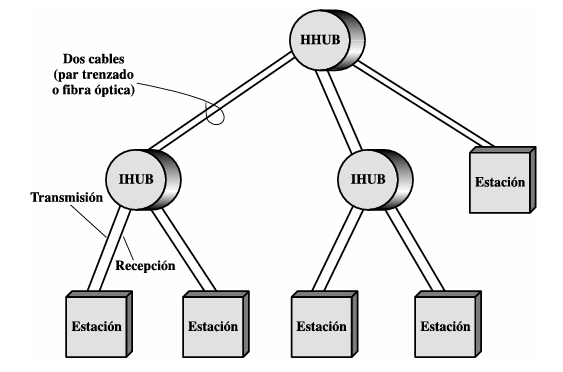 HHUB
Dos cables
(par trenzado
o fibra óptica)
IHUB
IHUB
Estación
Transmisión
Recepción
Estación
Estación
Estación
Estación